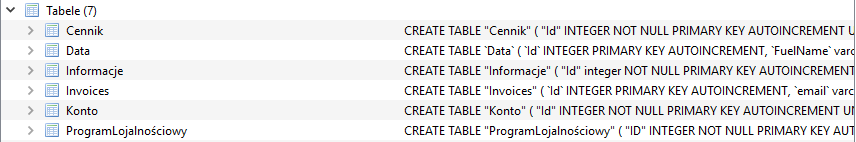 Tabele (7)
Cennik CREATE TABLE "Cennik" ( "Id" INTEGER NOT NULL PRIMARY KEY AUTOINCREMENT U
Data CREATE TABLE `Data` ( `Id` INTEGER PRIMARY KEY AUTOINCREMENT, `FuelName` varc
Informacje CREATE TABLE "Informacje" ( "Id" integer NOT NULL PRIMARY KEY AUTOINCREMENT
Invoices CREATE TABLE "Invoices" ( `Id` INTEGER PRIMARY KEY AUTOINCREMENT, `email` varc
Konto CREATE TABLE "Konto" ( "Id" INTEGER NOT NULL PRIMARY KEY AUTOINCREMENT UN
ProgramLojalnościowy CREATE TABLE "ProgramLojalnościowy" ( "ID" INTEGER NOT NULL PRIMARY KEY AUT